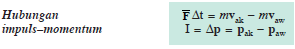 Hubungan
impuls–momentum
F̅ Δt = mv_ak − mv_aw
I = Δp = p_ak − p_aw